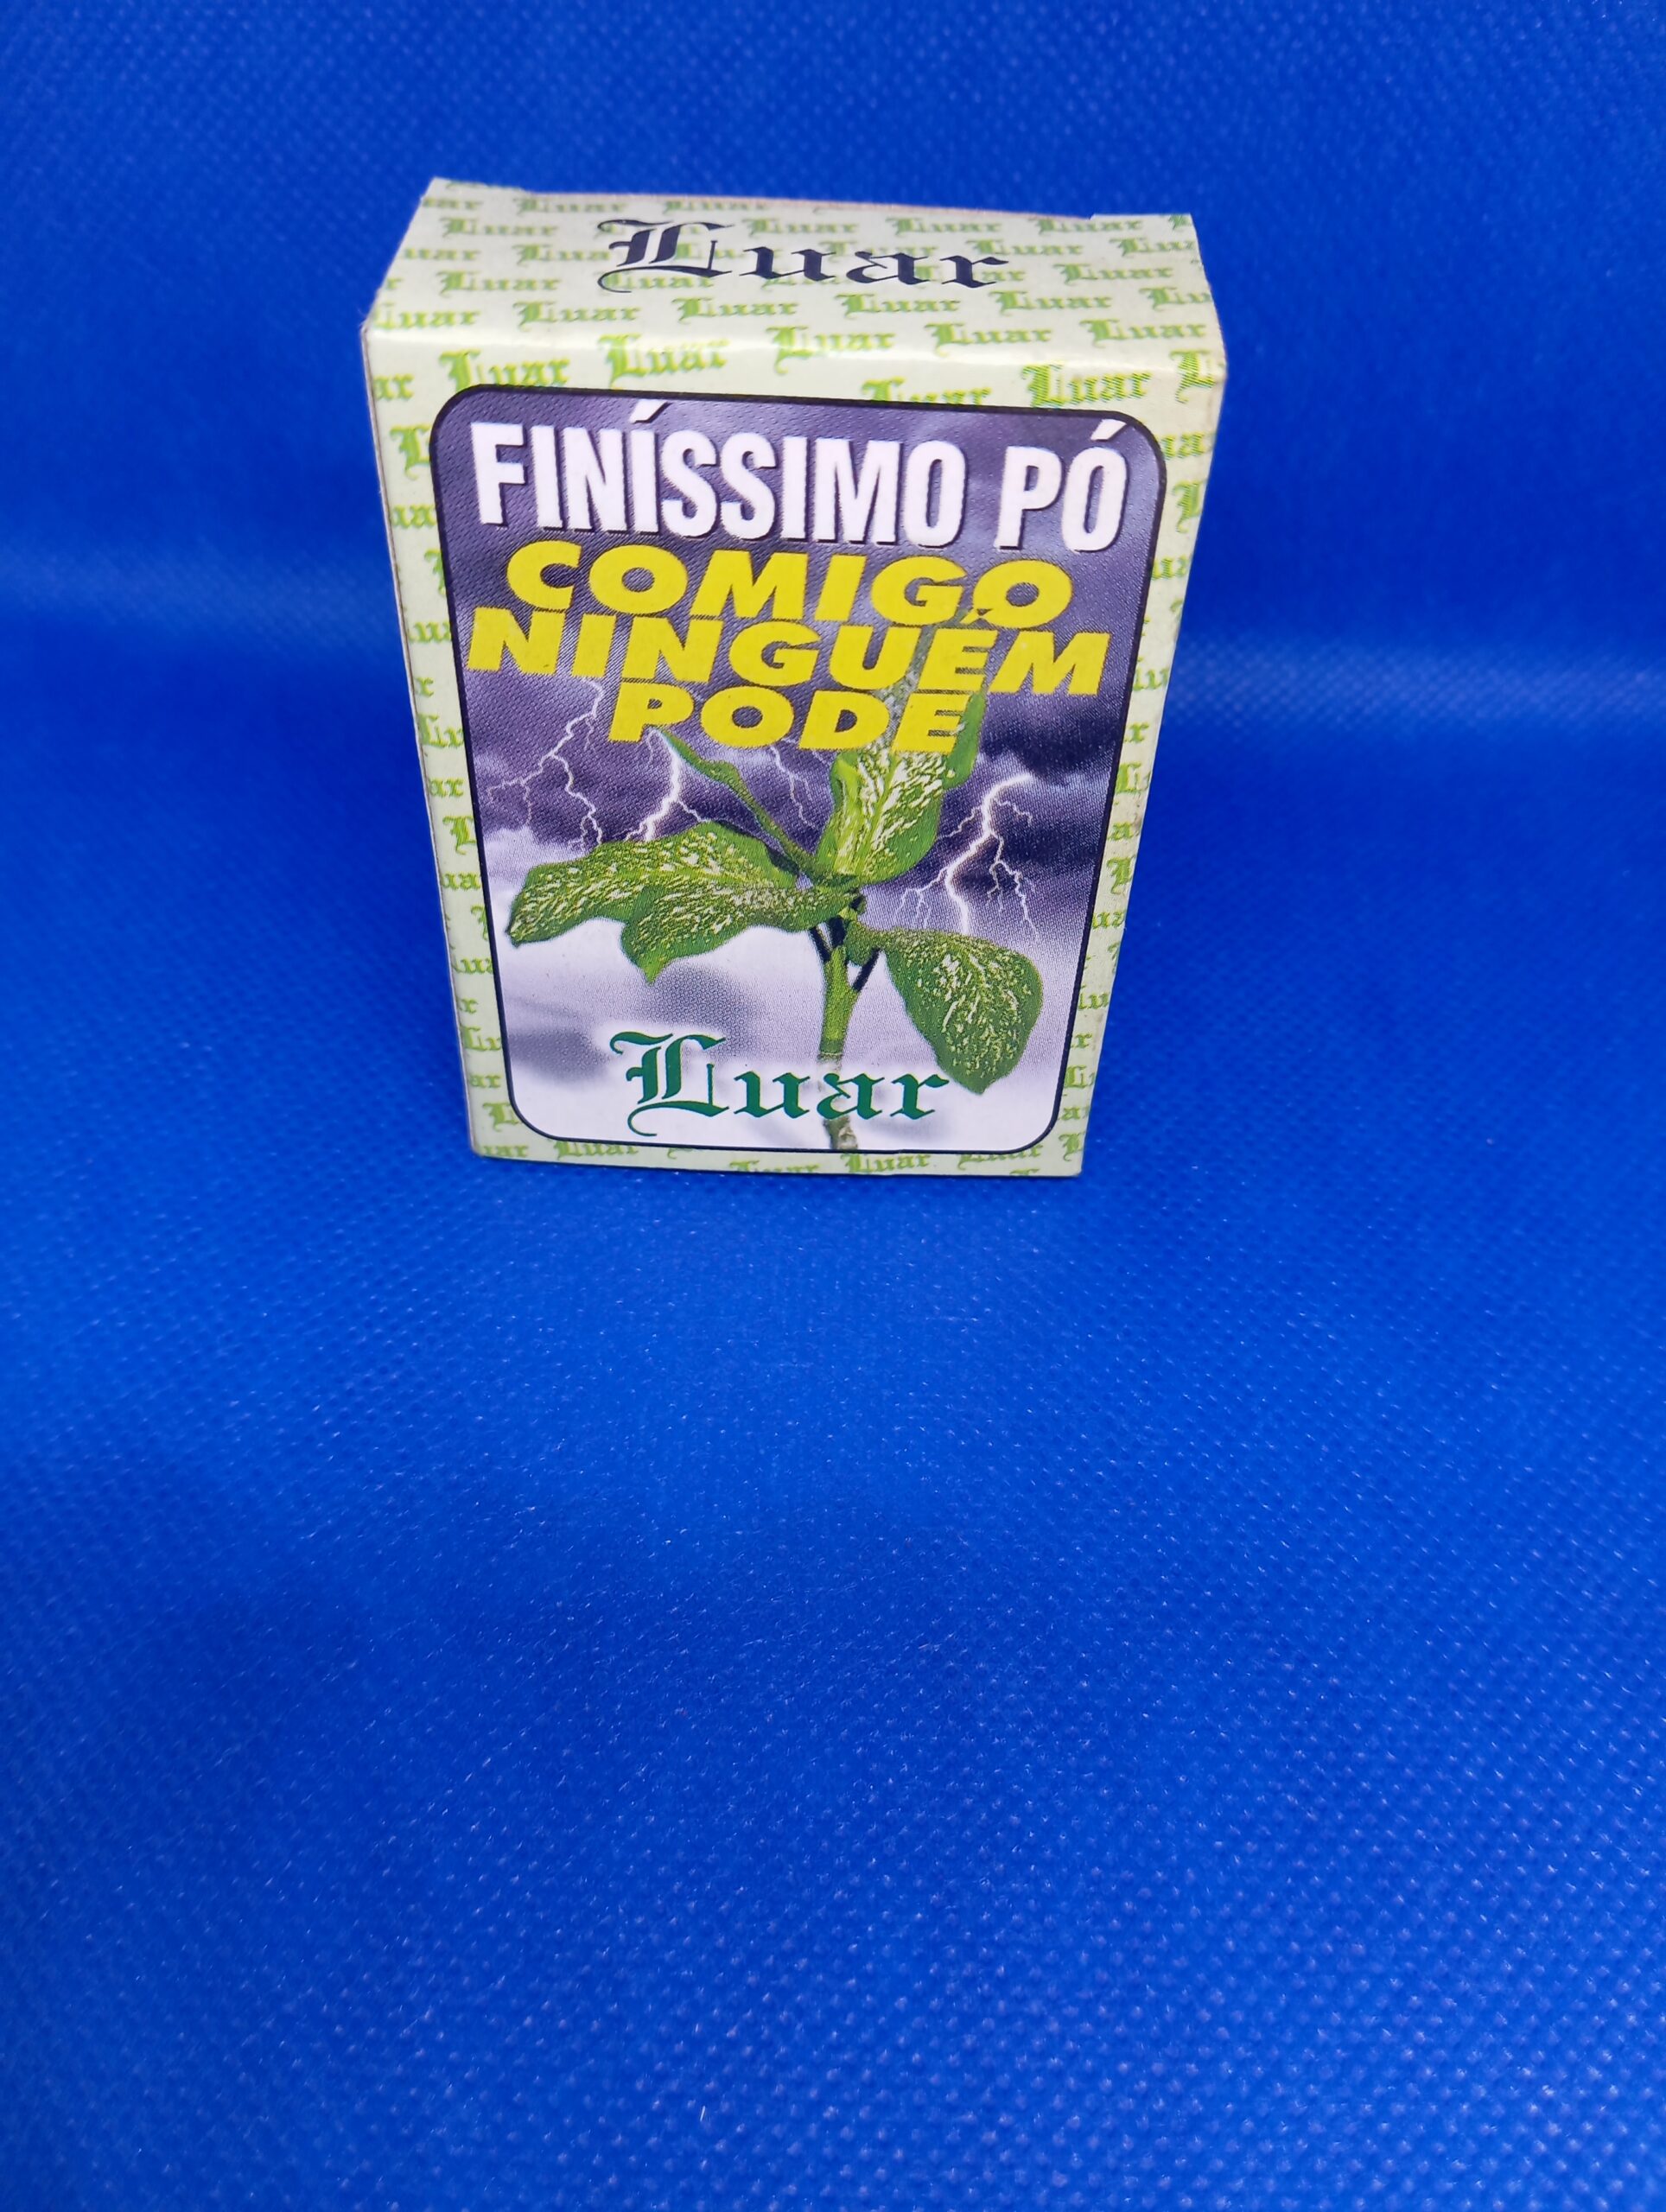 Luar
FINÍSSIMO PÓ
COMIGO
NINGUÉM
PODE
Luar